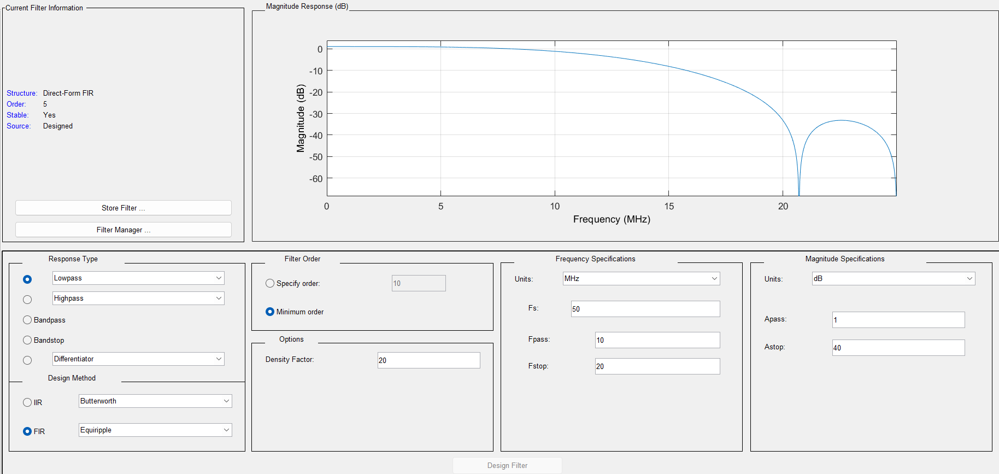 Current Filter Information
Structure: Direct-Form FIR
Order: 5
Stable: Yes
Source: Designed
Store Filter ...
Filter Manager ...
Magnitude Response (dB)
Magnitude (dB)
0
-10
-20
-30
-40
-50
-60
0 5 10 15 20
Frequency (MHz)
Response Type
Lowpass
Highpass
Bandpass
Bandstop
Differentiator
Design Method
IIR Butterworth
FIR Equiripple
Filter Order
Specify order: 10
Minimum order
Options
Density Factor: 20
Frequency Specifications
Units: MHz
Fs: 50
Fpass: 10
Fstop: 20
Magnitude Specifications
Units: dB
Apass: 1
Astop: 40
Design Filter